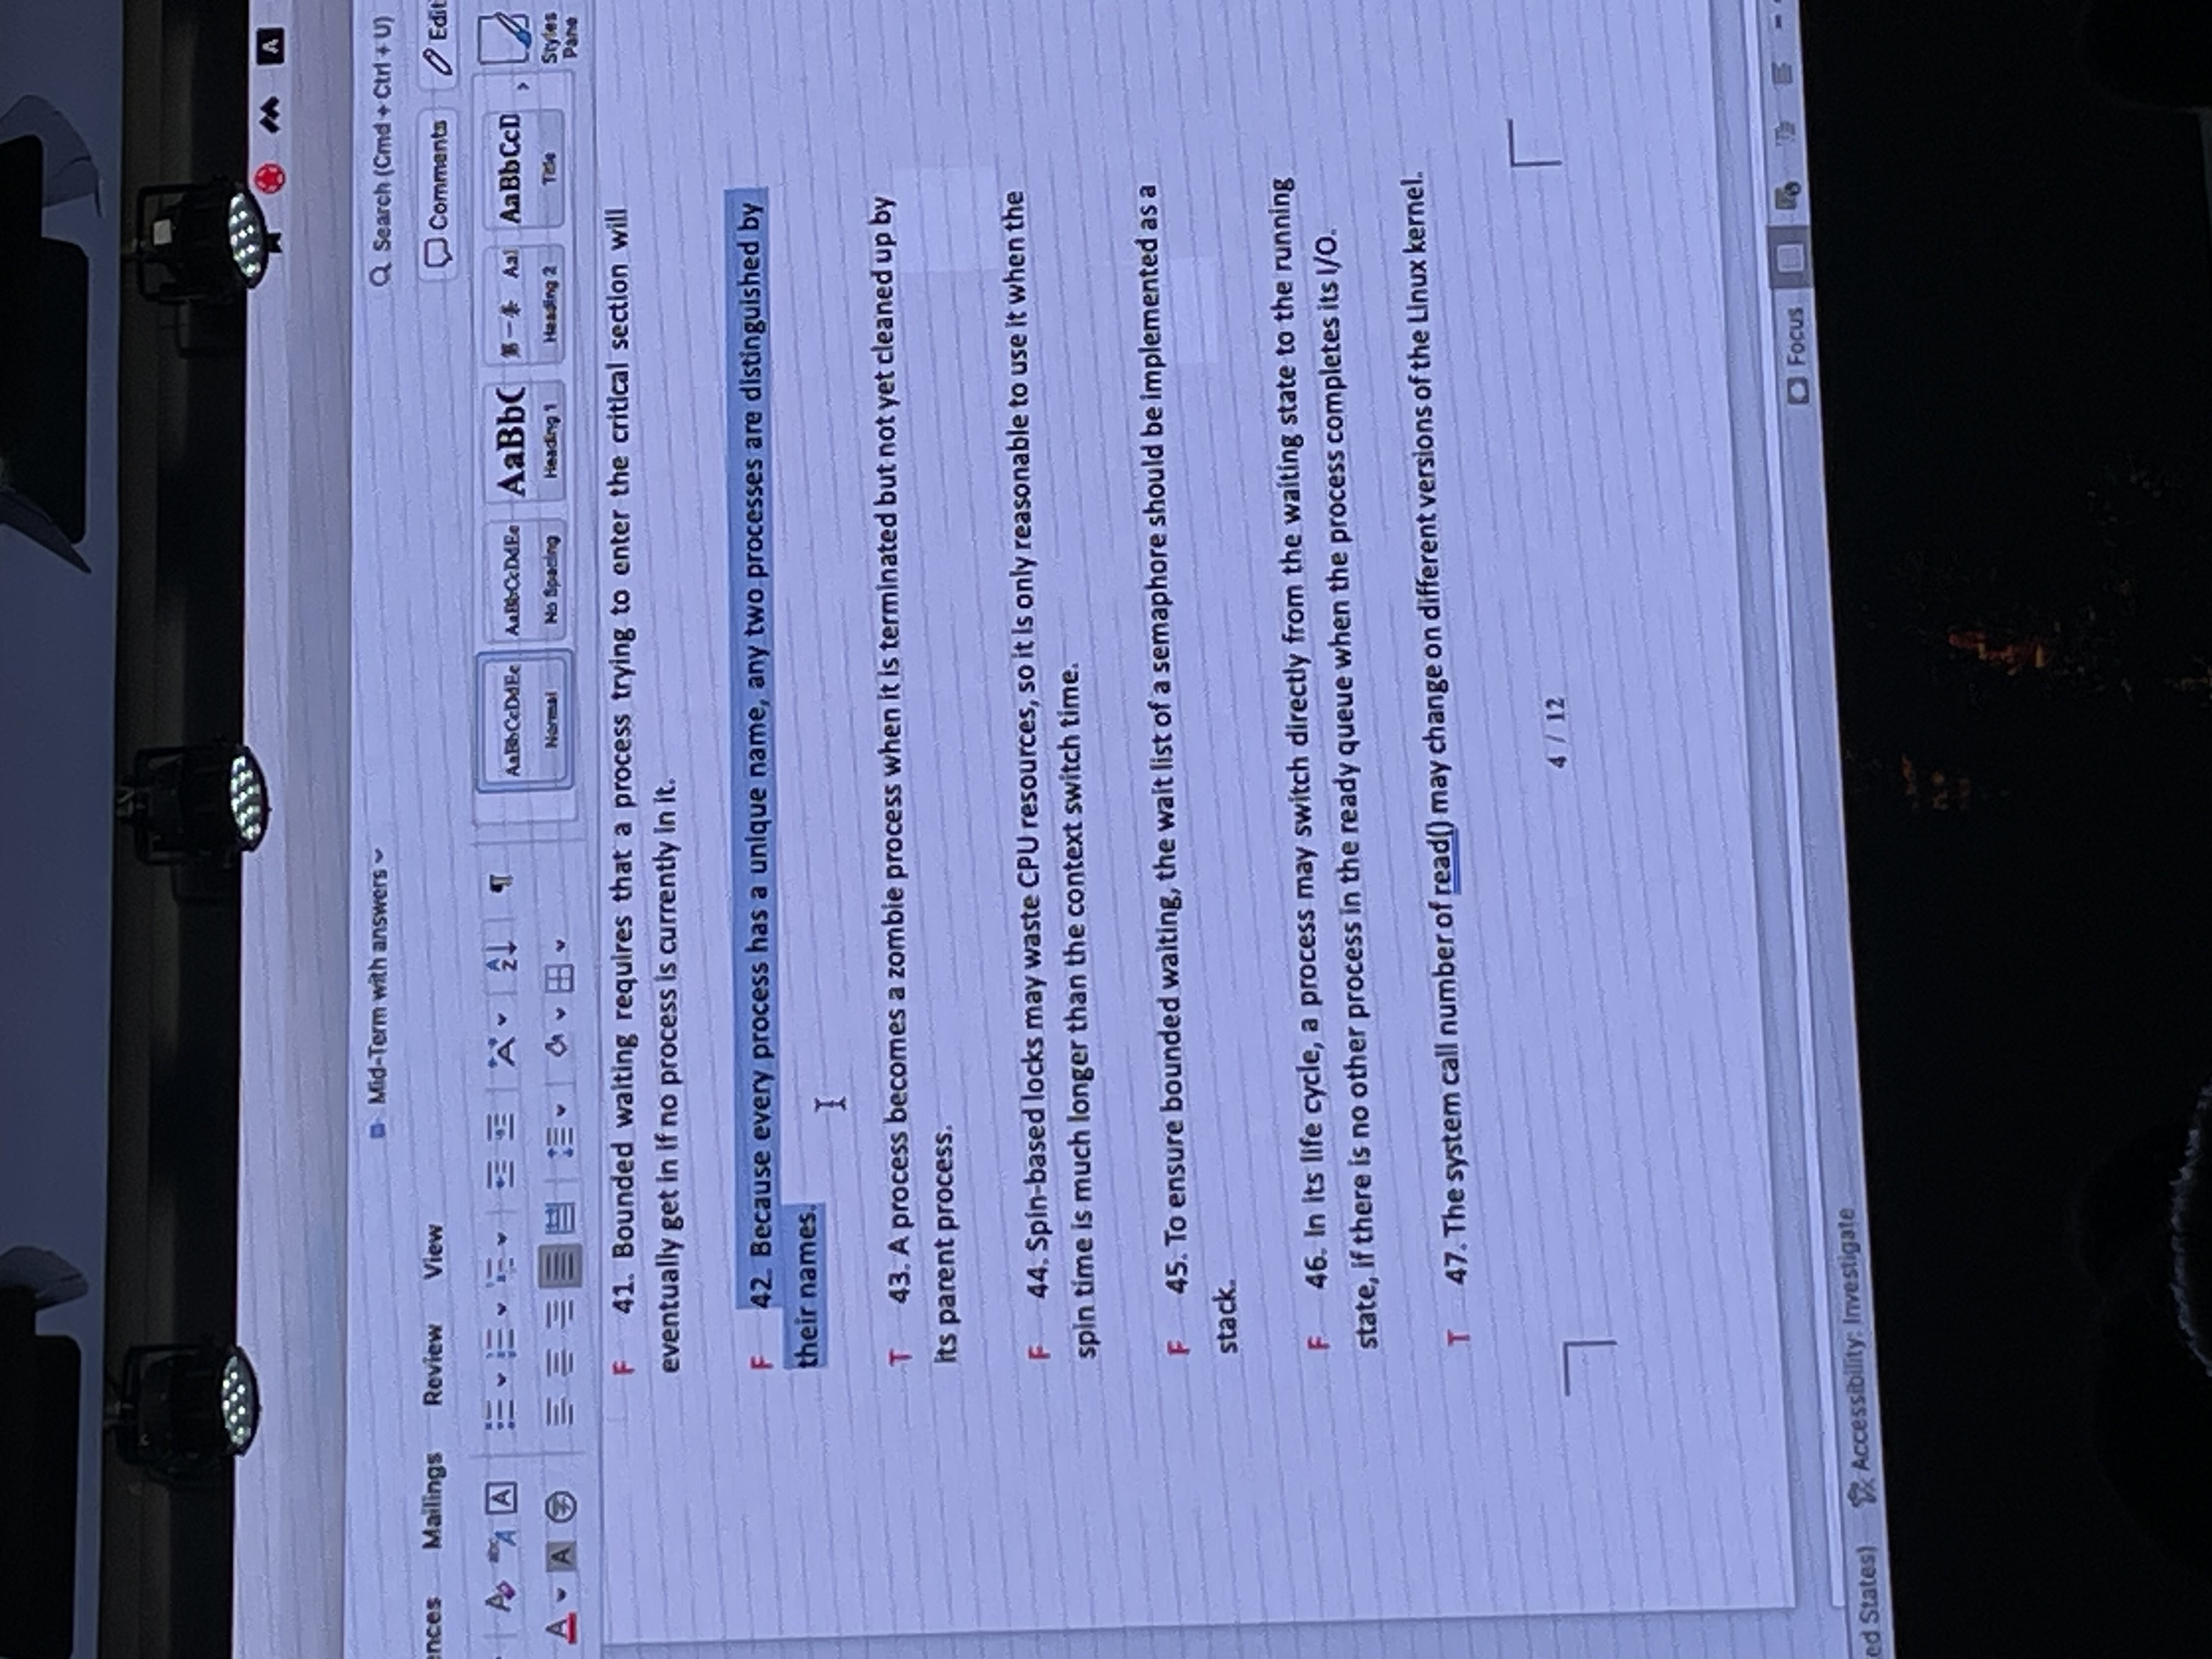 A
Mid-Term with answers
Search (Cmd + Ctrl + U)
ences Mailings Review View
Comments Edit
A abc A A
A Z
AaBbCcDdEe AaBbCcDdEe AaBbC Aa AaBbCcD
A A
Normal No Spacing Heading 1 Heading 2 Title Styles
Pane
F 41. Bounded waiting requires that a process trying to enter the critical section will
eventually get in if no process is currently in it.
F 42. Because every process has a unique name, any two processes are distinguished by
their names.
T 43. A process becomes a zombie process when it is terminated but not yet cleaned up by
its parent process.
F 44. Spin-based locks may waste CPU resources, so it is only reasonable to use it when the
spin time is much longer than the context switch time.
F 45. To ensure bounded waiting, the wait list of a semaphore should be implemented as a
stack.
F 46. In its life cycle, a process may switch directly from the waiting state to the running
state, if there is no other process in the ready queue when the process completes its I/O.
T 47. The system call number of read() may change on different versions of the Linux kernel.
4 / 12
Focus
ed States) Accessibility: Investigate